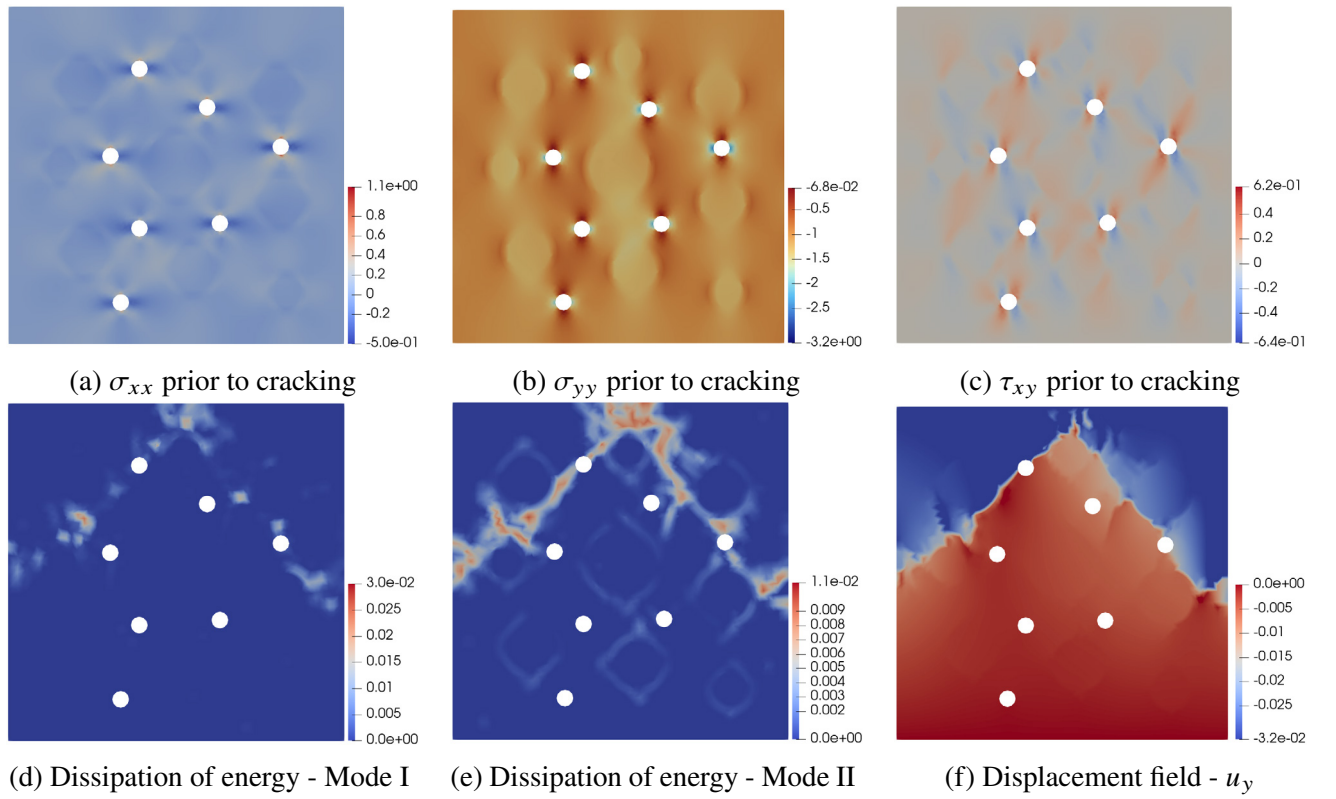 1.1e+00
0.8
0.6
0.4
0.2
0
-0.2
-5.0e-01
-6.8e-02
-0.5
-1
-1.5
-2
-2.5
-3.2e+00
6.2e-01
0.4
0.2
0
-0.2
-0.4
-6.4e-01
(a) σxx prior to cracking
(b) σyy prior to cracking
(c) τxy prior to cracking
3.0e-02
0.025
0.02
0.015
0.01
0.005
0.0e+00
1.1e-02
0.009
0.008
0.007
0.006
0.005
0.004
0.003
0.002
0.0e+00
0.0e+00
-0.005
-0.01
-0.015
-0.02
-0.025
-3.2e-02
(d) Dissipation of energy - Mode I
(e) Dissipation of energy - Mode II
(f) Displacement field - uy